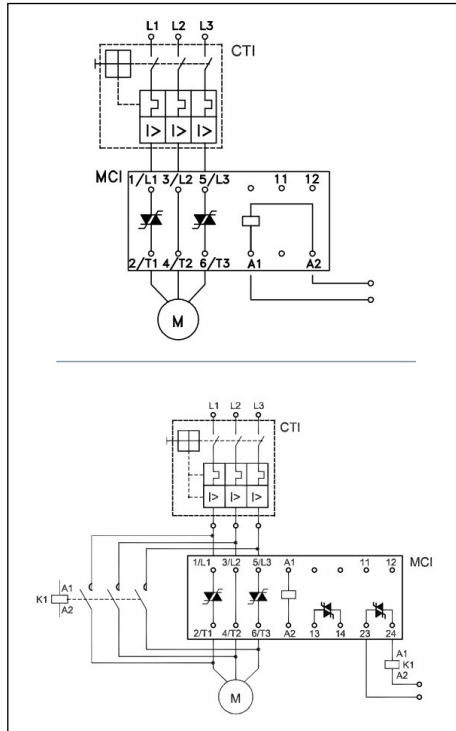 L1 L2 L3
CTI
I> I> I>
MCI 1/L1 3/L2 5/L3 11 12
2/T1 4/T2 6/T3 A1 A2
M
L1 L2 L3
CTI
I> I> I>
1/L1 3/L2 5/L3 A1 11 12 MCI
K1 A1
A2
2/T1 4/T2 6/T3 A2 13 14 23 24
A1
K1
A2
M